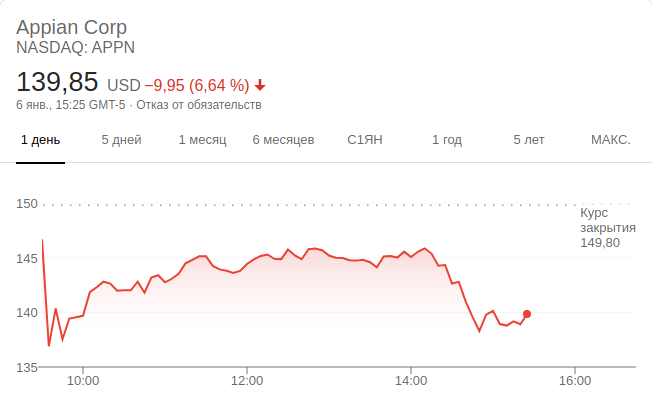 Appian Corp
NASDAQ: APPN
139,85 USD −9,95 (6,64 %)
6 янв., 15:25 GMT-5 · Отказ от обязательств
1 день 5 дней 1 месяц 6 месяцев С1ЯН 1 год 5 лет МАКС.
150
Курс
закрытия
149,80
145
140
135
10:00 12:00 14:00 16:00